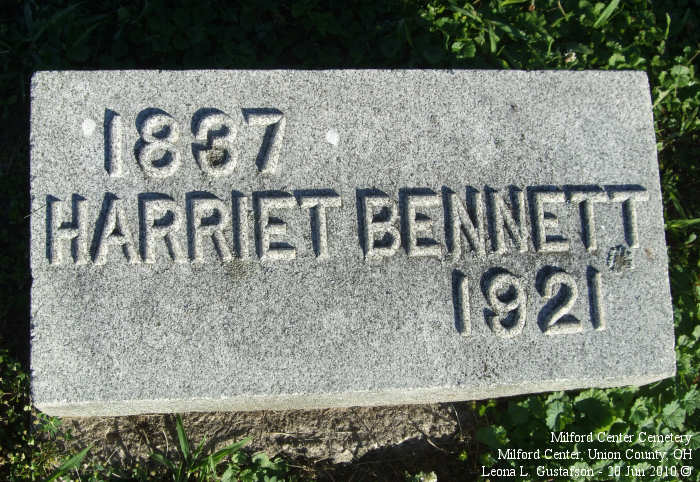 1837
HARRIET BENNETT
1921
Milford Center Cemetery
Milford Center, Union County, OH
Leona L. Gustafson - 20 Jun 2010 ©